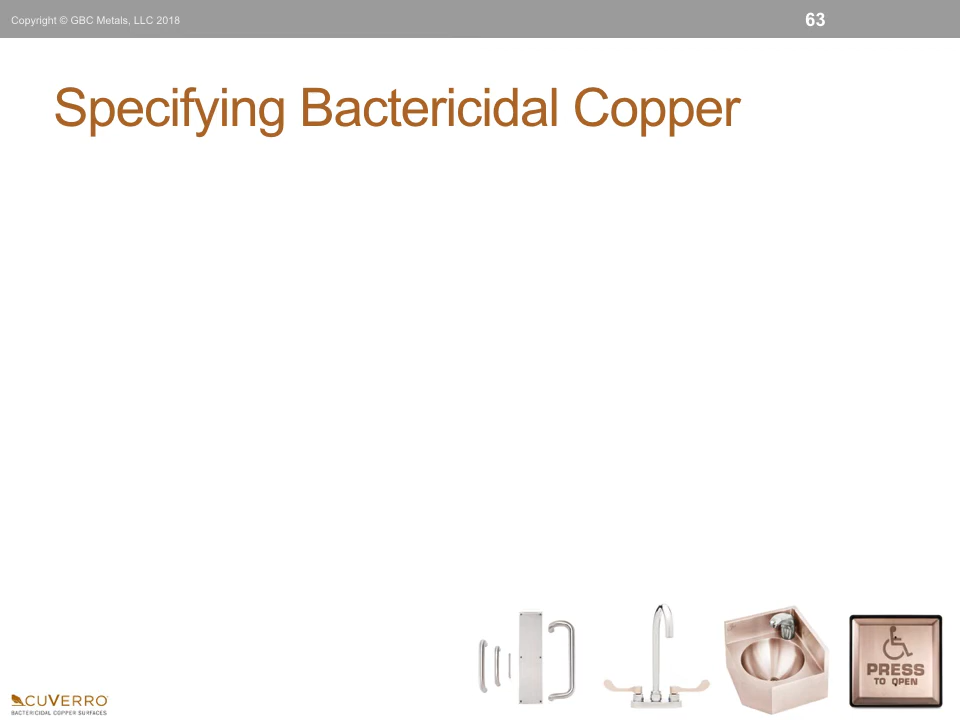 Copyright © GBC Metals, LLC 2018
63
Specifying Bactericidal Copper
PRESS
TO OPEN
CUVERRO
BACTERICIDAL COPPER SURFACES